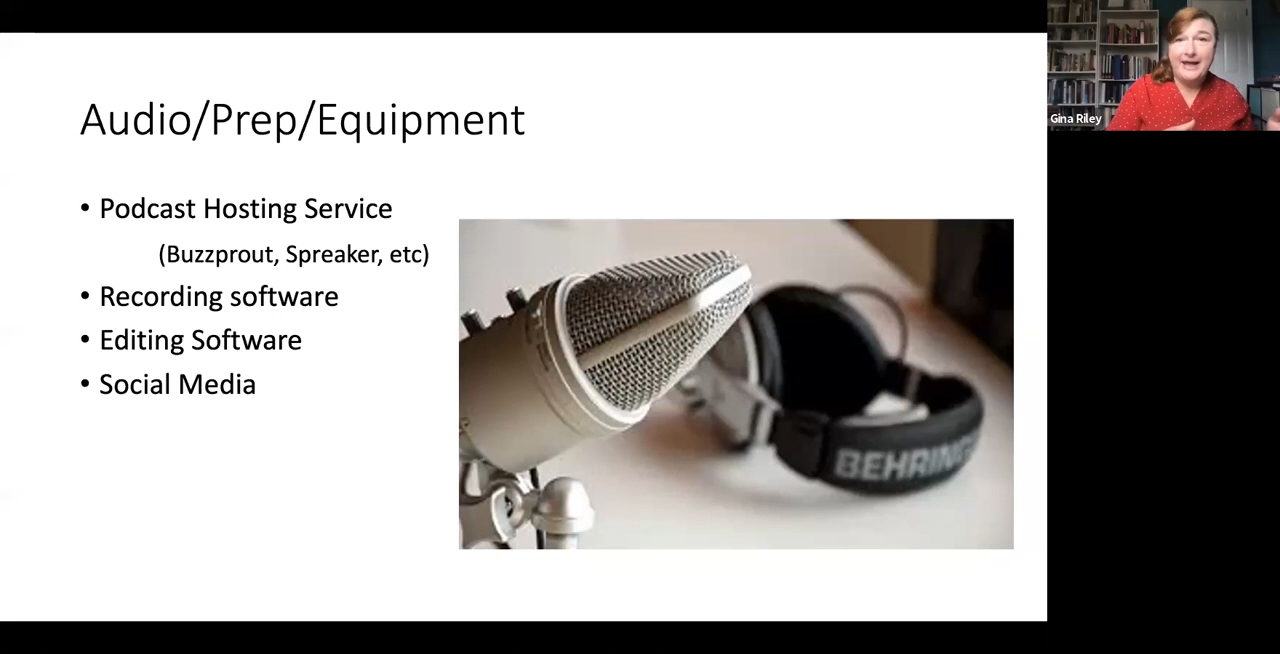 Audio/Prep/Equipment
• Podcast Hosting Service
(Buzzprout, Spreaker, etc)
• Recording software
• Editing Software
• Social Media
BEHRING
Gina Riley